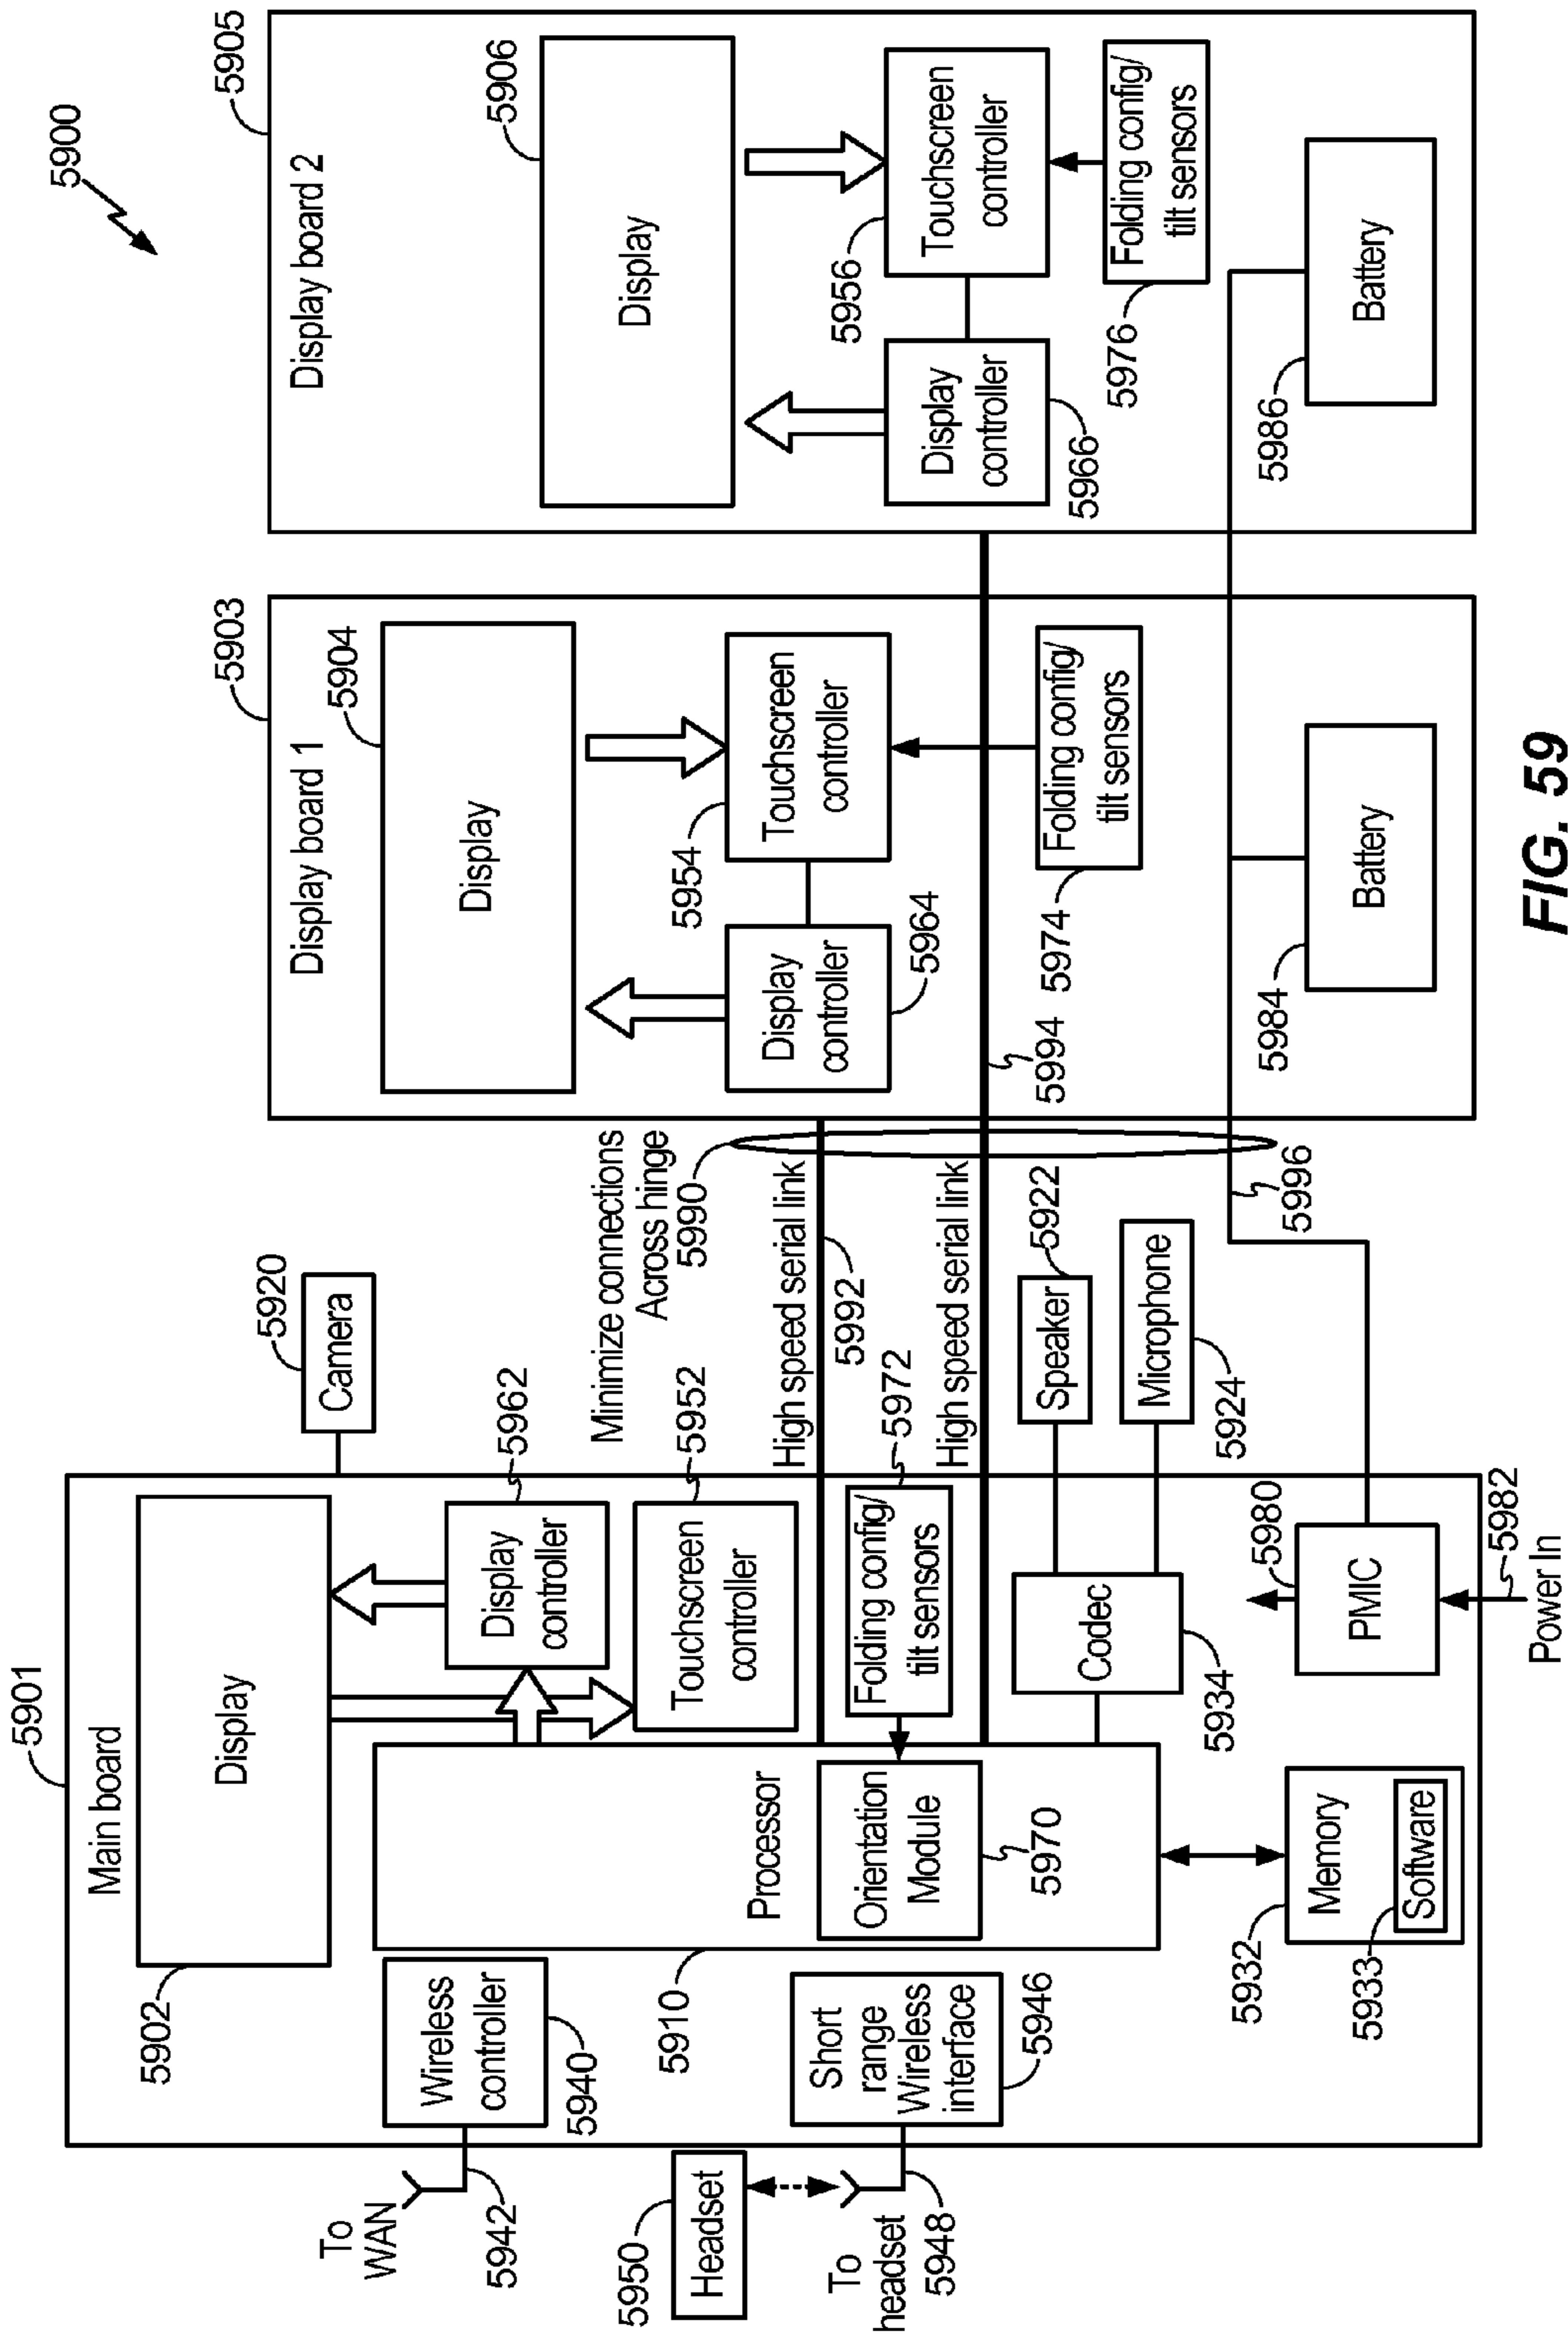 5900
5901
Main board
Display
5902
Display controller
5962
Touchscreen controller
5952
Camera
5920
Wireless controller
5940
To WAN
5942
5910
Processor
Orientation Module
5970
Folding config/ tilt sensors
5972
Short range Wireless interface
5946
5950
Headset
To headset
5948
Codec
5934
Speaker
5922
Microphone
5924
Memory
5932
Software
5933
PMIC
5980
5982
Power In
Minimize connections Across hinge
5990
High speed serial link
5992
High speed serial link
5994
5996
5903
Display board 1
5904
Display
Touchscreen controller
5954
Display controller
5964
Folding config/ tilt sensors
5974
Battery
5984
5905
Display board 2
5906
Display
Touchscreen controller
5956
Display controller
5966
Folding config/ tilt sensors
5976
Battery
5986
FIG. 59